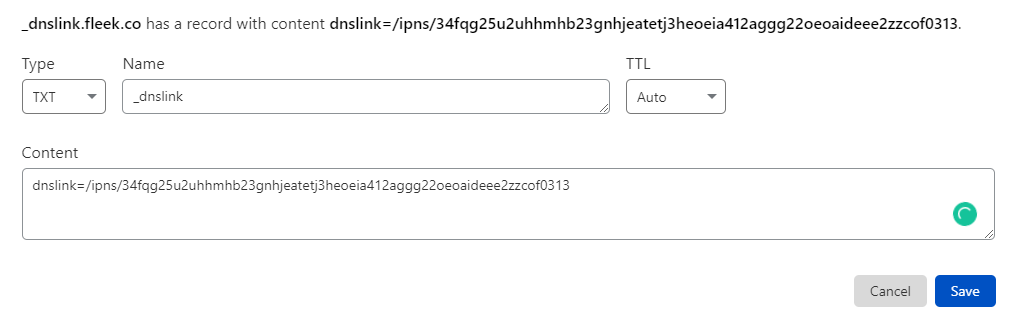 _dnslink.fleek.co has a record with content dnslink=/ipns/34fqg25u2uhhmhb23gnhjeatetj3heoeia412aggg22oeoaideee2zzcof0313.
Type Name TTL
TXT _dnslink Auto
Content
dnslink=/ipns/34fqg25u2uhhmhb23gnhjeatetj3heoeia412aggg22oeoaideee2zzcof0313
Cancel Save